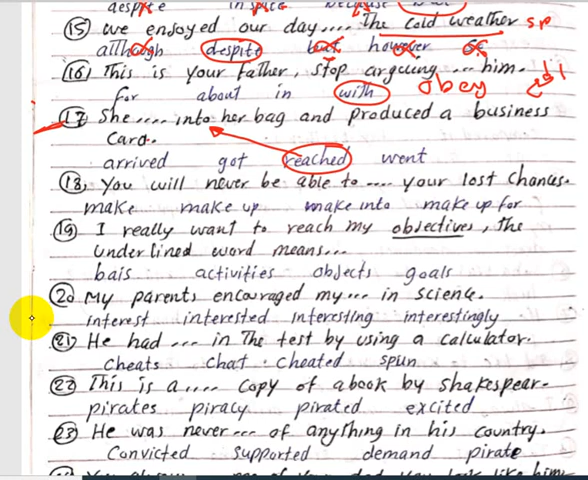 despite in spice
(15) we enjoyed our day.... The cold weather sp
although despite but however or
(16) This is your father, stop argcing ... him.
for about in with obey
(17) She.... into her bag and produced a business
card..
arrived got reached went
(18) You will never be able to .... your lost chances.
make make up make into make up for
(19) I really want to reach my objectives, The
underlined word means...
bais activities objects goals
(20) My parents encouraged my... in science.
interest interested interesting interestingly
(21) He had ... in The test by using a calculator.
cheats chat cheated spun
(22) This is a .... copy of a book by shakespear.
pirates piracy pirated excited
(23) He was never ... of anything in his country.
Convicted supported demand pirate